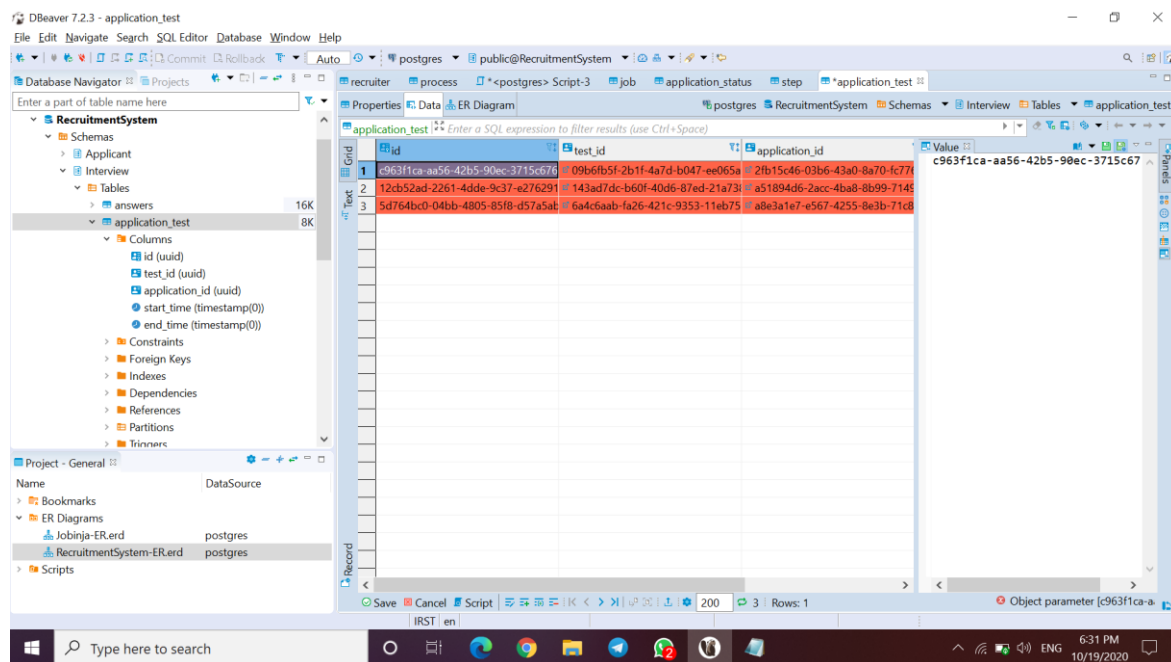 DBeaver 7.2.3 - application_test
File Edit Navigate Search SQL Editor Database Window Help
Commit Rollback Auto postgres public@RecruitmentSystem
Database Navigator Projects
Enter a part of table name here
RecruitmentSystem
Schemas
Applicant
Interview
Tables
answers 16K
application_test 8K
Columns
id (uuid)
test_id (uuid)
application_id (uuid)
start_time (timestamp(0))
end_time (timestamp(0))
Constraints
Foreign Keys
Indexes
Dependencies
References
Partitions
Triggers
Project - General
Name DataSource
Bookmarks
ER Diagrams
Jobinja-ER.erd postgres
RecruitmentSystem-ER.erd postgres
Scripts
recruiter process *<postgres> Script-3 job application_status step *application_test
Properties Data ER Diagram postgres RecruitmentSystem Schemas Interview Tables application_test
application_test Enter a SQL expression to filter results (use Ctrl+Space)
Grid
Text
Record
id test_id application_id
1 c963f1ca-aa56-42b5-90ec-3715c676 09b6fb5f-2b1f-4a7d-b047-ee065a 2fb15c46-03b6-43a0-8a70-fc776
2 12cb52ad-2261-4dde-9c37-e276291 143ad7dc-b60f-40d6-87ed-21a738 a51894d6-2acc-4ba8-8b99-7149
3 5d764bc0-04bb-4805-85f8-d57a5ab 6a4c6aab-fa26-421c-9353-11eb75 a8e3a1e7-e567-4255-8e3b-71c8
Value
c963f1ca-aa56-42b5-90ec-3715c67
Panels
Save Cancel Script 200 3 Rows: 1
Object parameter [c963f1ca-a
IRST en
Type here to search
2
ENG
6:31 PM
10/19/2020